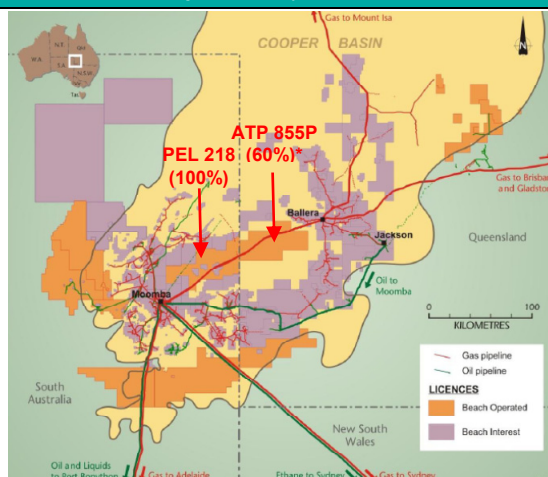 Gas to Mount Isa
COOPER BASIN
N
W.A.
N.T.
Qld
S.A.
N.S.W.
Tas
ATP 855P
(60%)*
PEL 218
(100%)
Gas to Brisbane
and Gladstone
Ballera
Jackson
Queensland
Oil to
Moomba
Moomba
0 100
KILOMETRES
Gas pipeline
Oil pipeline
LICENCES
Beach Operated
Beach Interest
South
Australia
New South
Wales
Oil and Liquids
to Port Bonython
Gas to Adelaide
Ethane to Sydney
Gas to Sydney